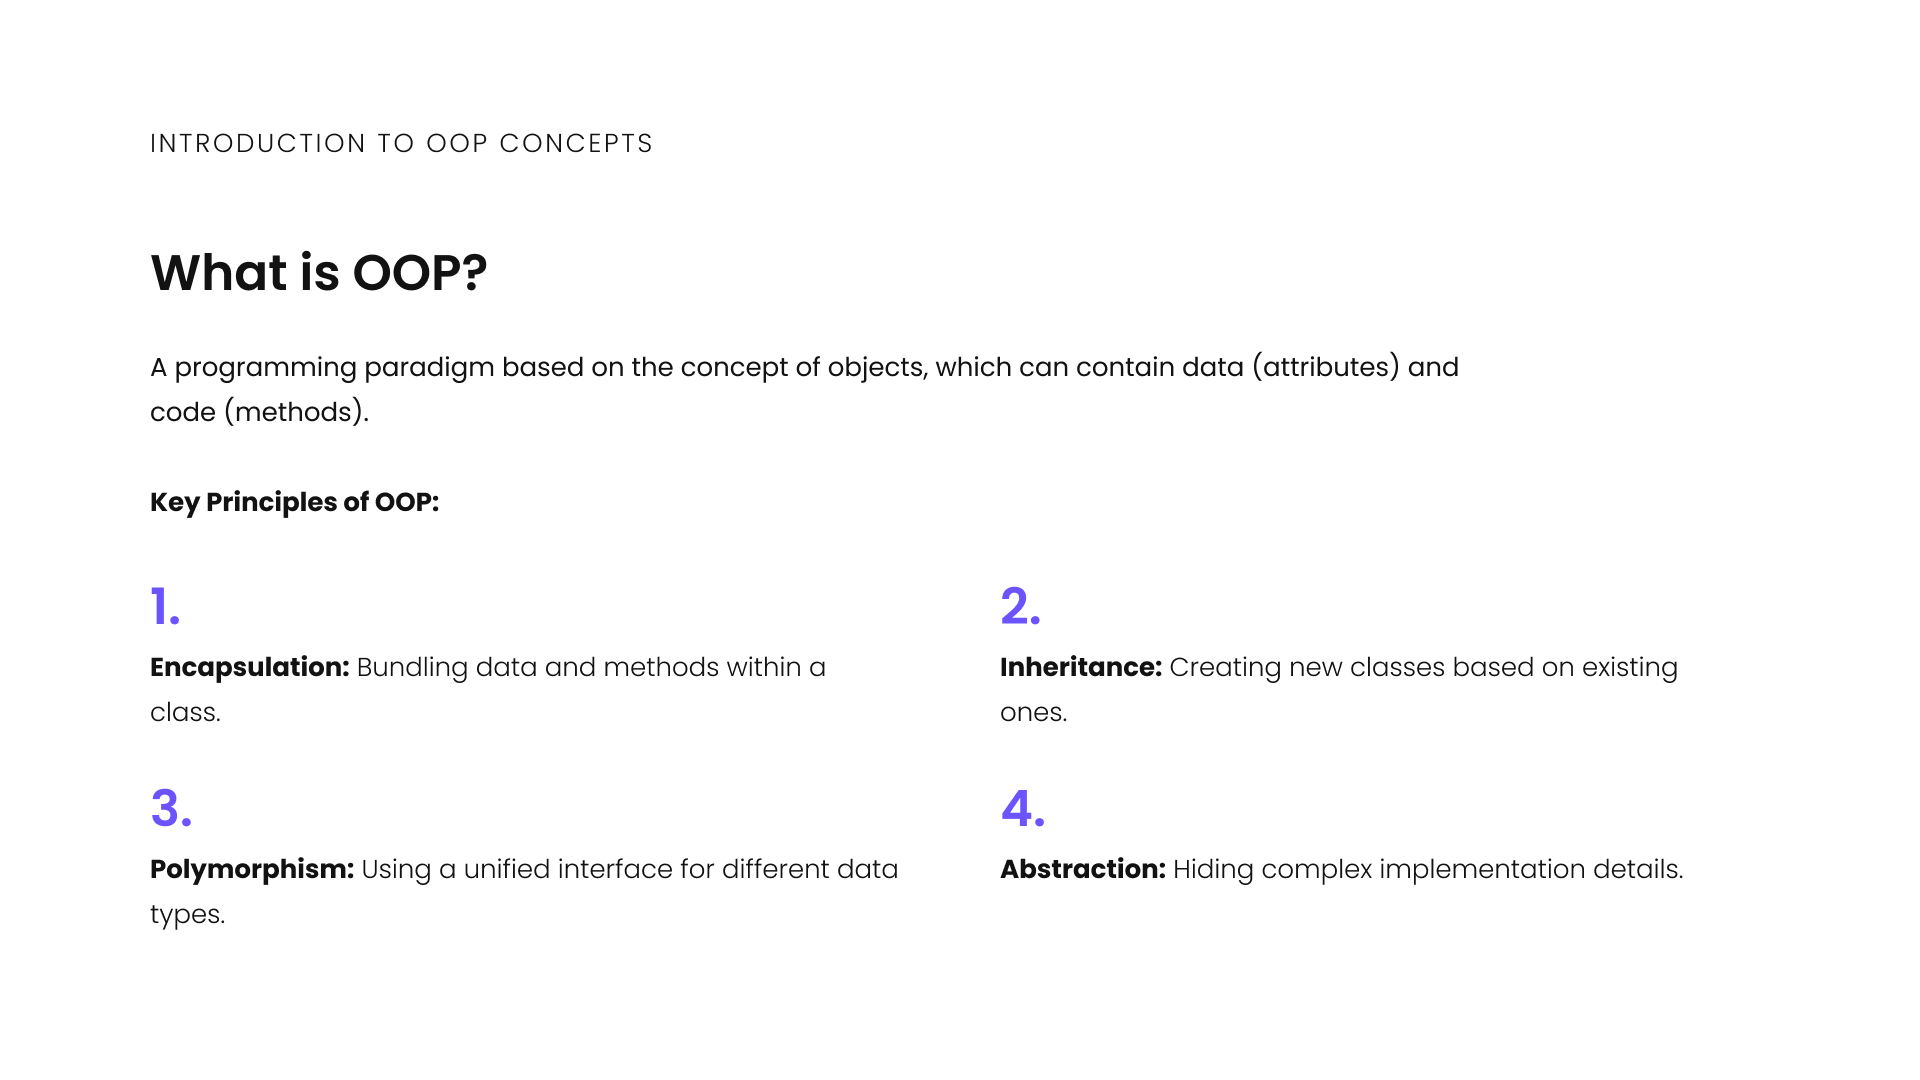 INTRODUCTION TO OOP CONCEPTS
What is OOP?
A programming paradigm based on the concept of objects, which can contain data (attributes) and
code (methods).
Key Principles of OOP:
1.
Encapsulation: Bundling data and methods within a
class.
2.
Inheritance: Creating new classes based on existing
ones.
3.
Polymorphism: Using a unified interface for different data
types.
4.
Abstraction: Hiding complex implementation details.